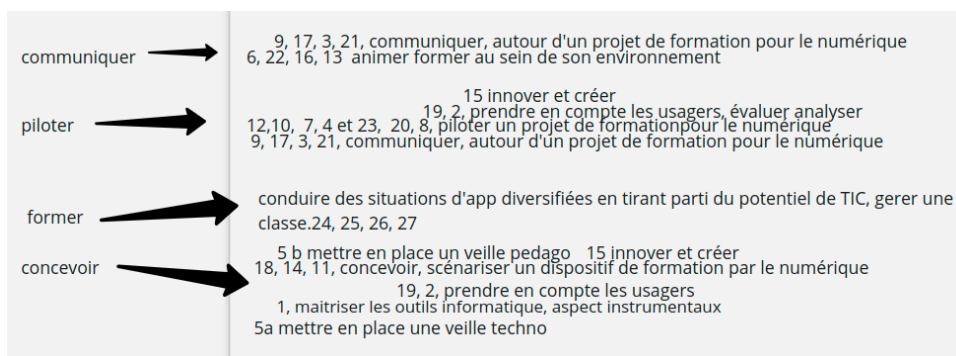 communiquer
9, 17, 3, 21, communiquer, autour d'un projet de formation pour le numérique
6, 22, 16, 13 animer former au sein de son environnement
piloter
15 innover et créer
19, 2, prendre en compte les usagers, évaluer analyser
12,10, 7, 4 et 23, 20, 8, piloter un projet de formationpour le numérique
9, 17, 3, 21, communiquer, autour d'un projet de formation pour le numérique
former
conduire des situations d'app diversifiées en tirant parti du potentiel de TIC, gerer une
classe.24, 25, 26, 27
concevoir
5 b mettre en place un veille pedago 15 innover et créer
18, 14, 11, concevoir, scénariser un dispositif de formation par le numérique
19, 2, prendre en compte les usagers
1, maitriser les outils informatique, aspect instrumentaux
5a mettre en place une veille techno